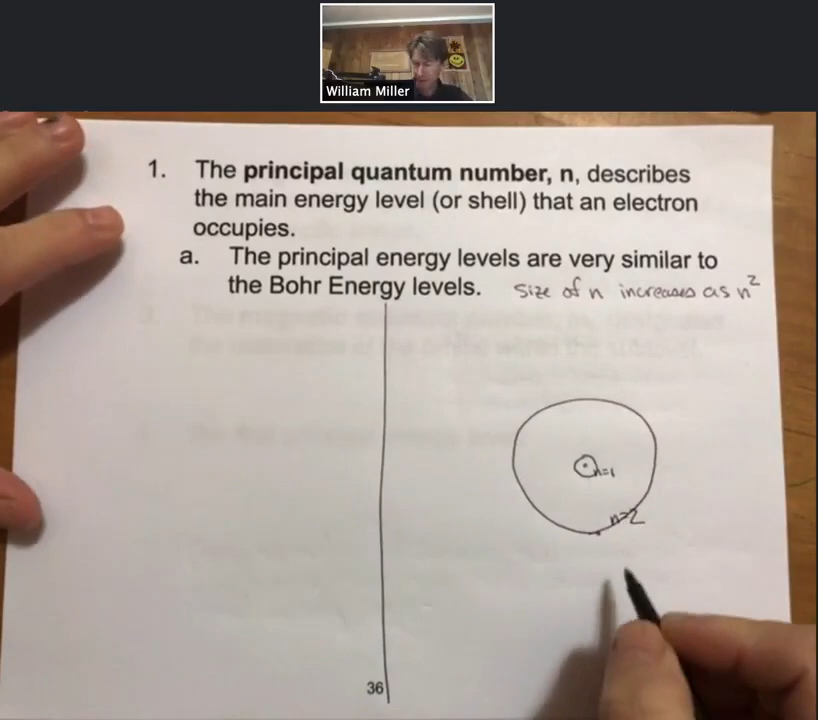 William Miller
1. The principal quantum number, n, describes
the main energy level (or shell) that an electron
occupies.
a. The principal energy levels are very similar to
the Bohr Energy levels. size of n increases as n²
n=1
n=2
36